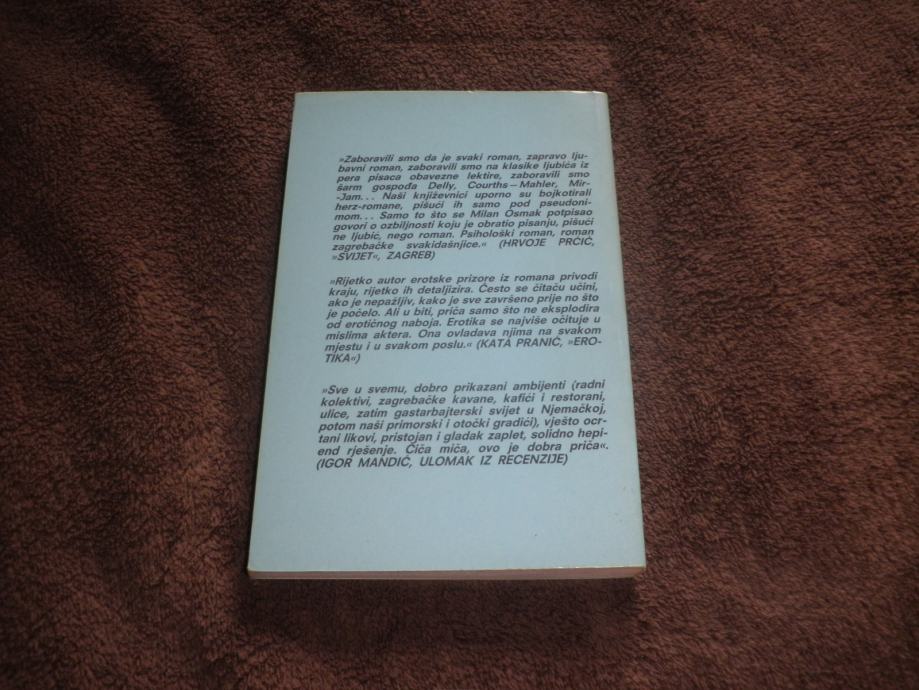 »Zaboravili smo da je svaki roman, zapravo lju-
bavni roman, zaboravili smo na klasike ljubića iz
pera pisaca obavezne lektire, zaboravili smo
šarm gospođa Delly, Courths–Mahler, Mir-
-Jam... Naši književnici uporno su bojkotirali
herz-romane, pišući ih samo pod pseudoni-
mom... Samo to što se Milan Osmak potpisao
govori o ozbiljnosti koju je obratio pisanju, pišući
ne ljubić, nego roman. Psihološki roman, roman
zagrebačke svakidašnjice.« (HRVOJE PRČIĆ,
»SVIJET«, ZAGREB)
»Rijetko autor erotske prizore iz romana privodi
kraju, rijetko ih detaljizira. Često se čitaču učini,
ako je nepažljiv, kako je sve završeno prije no što
je počelo. Ali u biti, priča samo što ne eksplodira
od erotičnog naboja. Erotika se najviše očituje u
mislima aktera. Ona ovladava njima na svakom
mjestu i u svakom poslu.« (KATA PRANIĆ, »ERO-
TIKA«)
»Sve u svemu, dobro prikazani ambijenti (radni
kolektivi, zagrebačke kavane, kafići i restorani,
ulice, zatim gastarbajterski svijet u Njemačkoj,
potom naši primorski i otočki gradići), vješto ocr-
tani likovi, pristojan i gladak zaplet, solidno hepi-
end rješenje. Čiča miča, ovo je dobra priča«.
(IGOR MANDIĆ, ULOMAK IZ RECENZIJE)